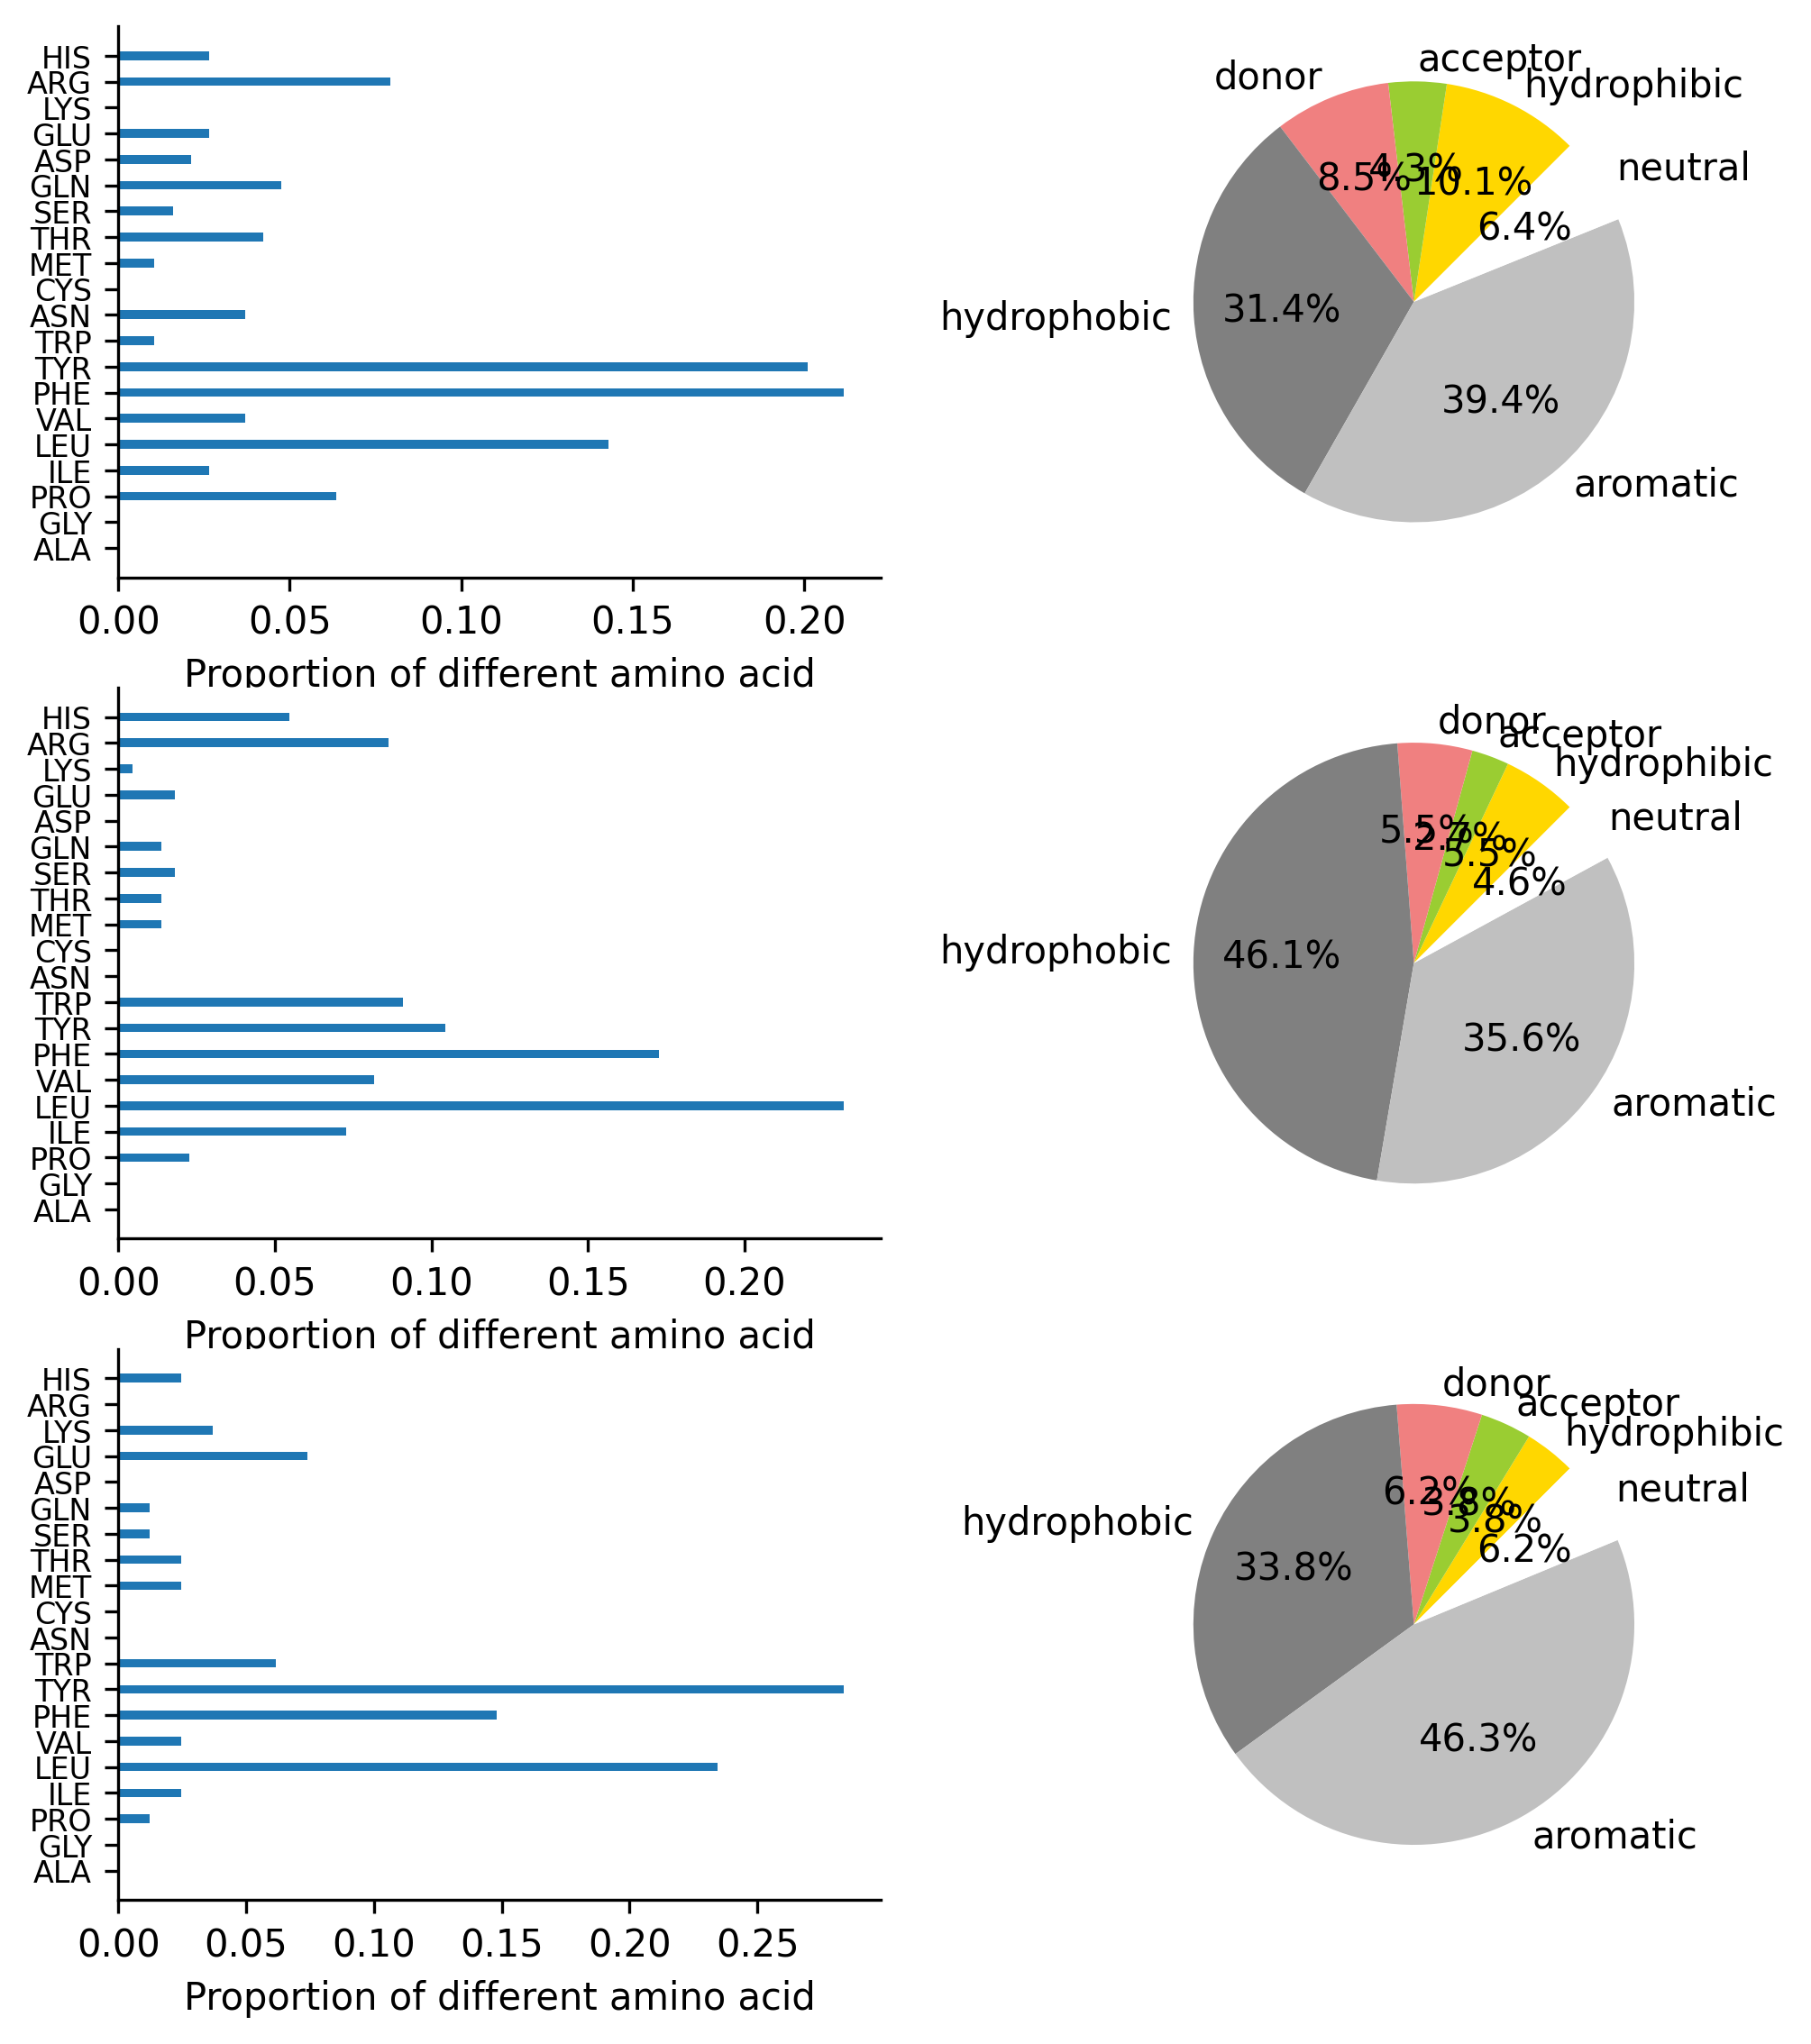 HIS
ARG
LYS
GLU
ASP
GLN
SER
THR
MET
CYS
ASN
TRP
TYR
PHE
VAL
LEU
ILE
PRO
GLY
ALA
0.00 0.05 0.10 0.15 0.20
Proportion of different amino acid
acceptor
donor
hydrophibic
neutral
4.3%
8.5%
10.1%
6.4%
hydrophobic
31.4%
39.4%
aromatic
HIS
ARG
LYS
GLU
ASP
GLN
SER
THR
MET
CYS
ASN
TRP
TYR
PHE
VAL
LEU
ILE
PRO
GLY
ALA
0.00 0.05 0.10 0.15 0.20
Proportion of different amino acid
donor
acceptor
hydrophibic
neutral
5.5%
2.7%
5.5%
4.6%
hydrophobic
46.1%
35.6%
aromatic
HIS
ARG
LYS
GLU
ASP
GLN
SER
THR
MET
CYS
ASN
TRP
TYR
PHE
VAL
LEU
ILE
PRO
GLY
ALA
0.00 0.05 0.10 0.15 0.20 0.25
Proportion of different amino acid
donor
acceptor
hydrophibic
neutral
6.2%
3.8%
3.8%
6.2%
hydrophobic
33.8%
46.3%
aromatic